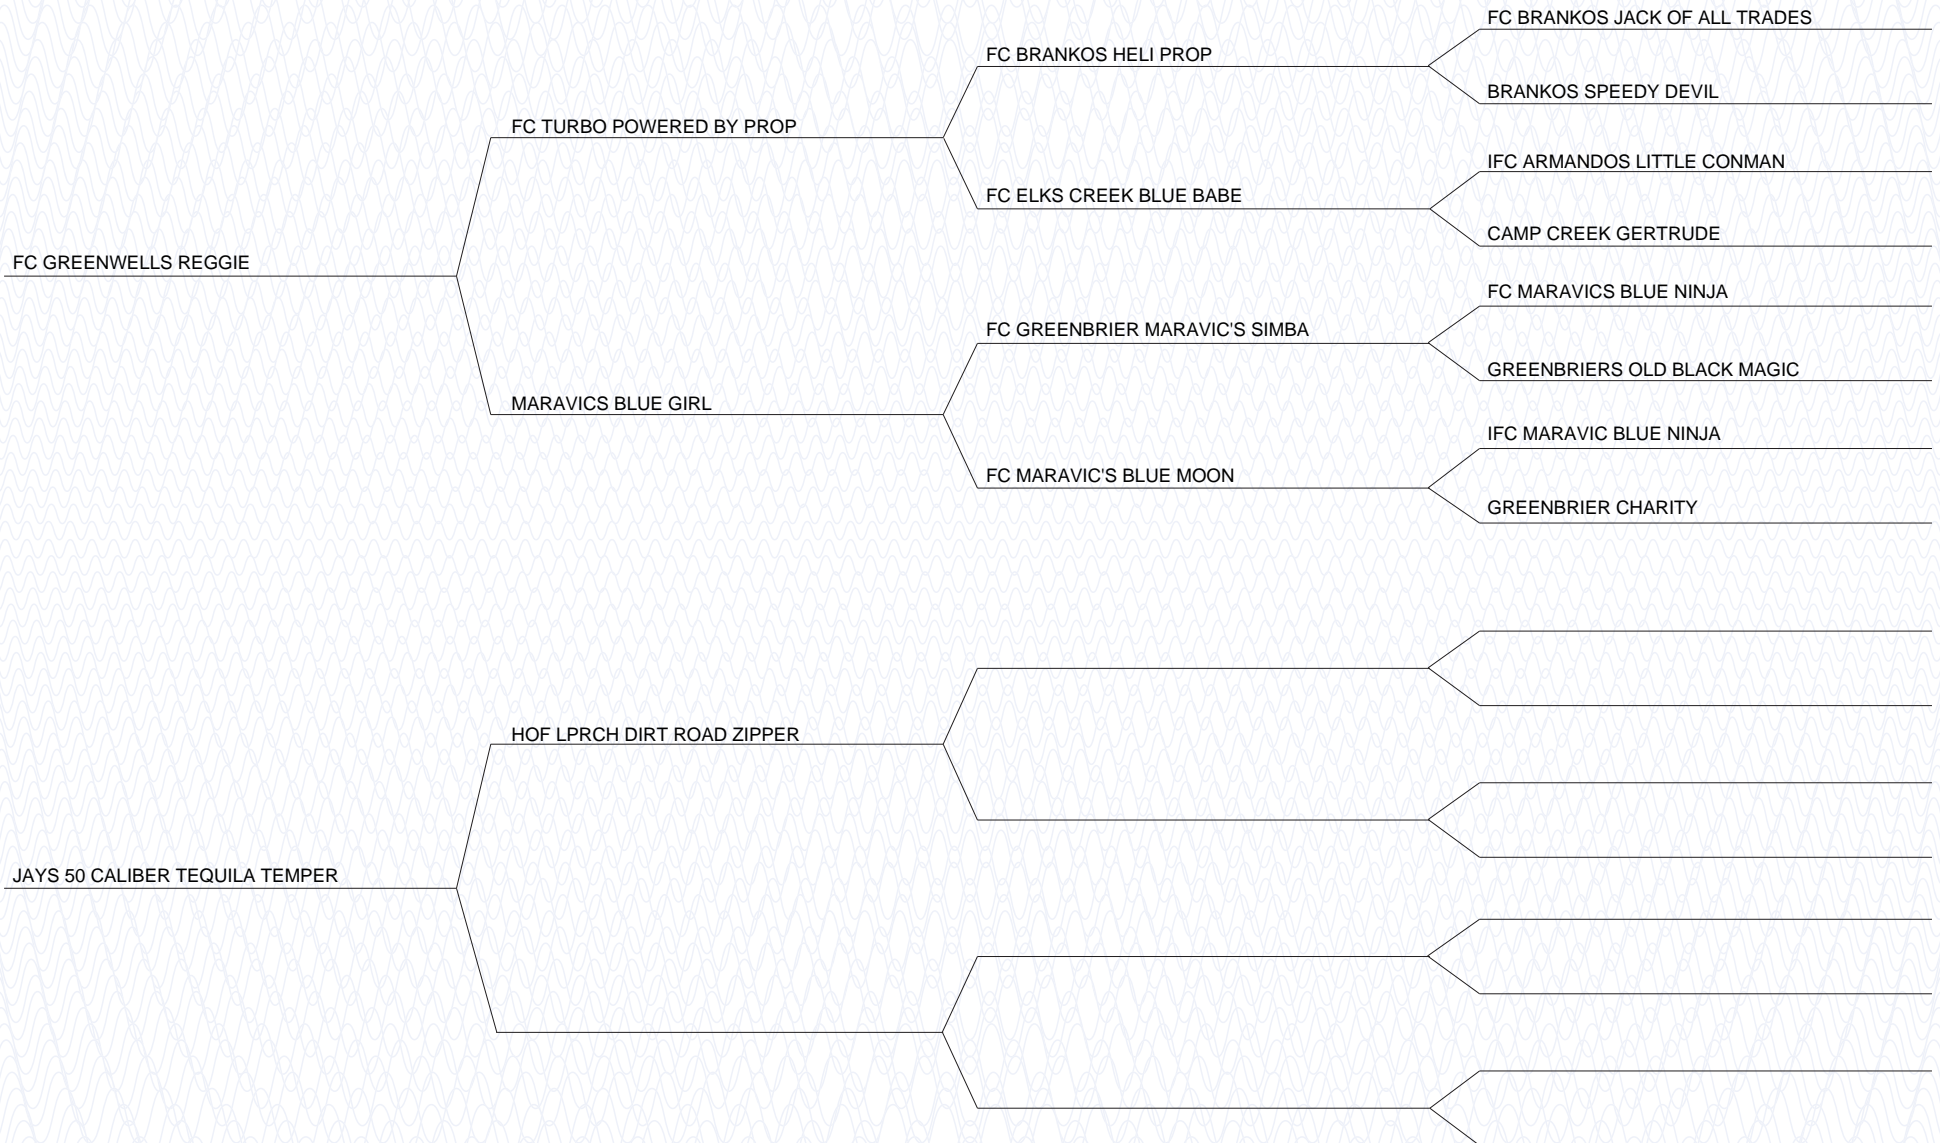 FC BRANKOS JACK OF ALL TRADES
FC BRANKOS HELI PROP
BRANKOS SPEEDY DEVIL
FC TURBO POWERED BY PROP
IFC ARMANDOS LITTLE CONMAN
FC ELKS CREEK BLUE BABE
CAMP CREEK GERTRUDE
FC GREENWELLS REGGIE
FC MARAVICS BLUE NINJA
FC GREENBRIER MARAVIC'S SIMBA
GREENBRIERS OLD BLACK MAGIC
MARAVICS BLUE GIRL
IFC MARAVIC BLUE NINJA
FC MARAVIC'S BLUE MOON
GREENBRIER CHARITY
HOF LPRCH DIRT ROAD ZIPPER
JAYS 50 CALIBER TEQUILA TEMPER